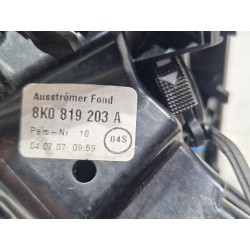 Ausströmer Fond
8K0 819 203 A
Pers-Nr: 10
04S
04.07.07 09:59